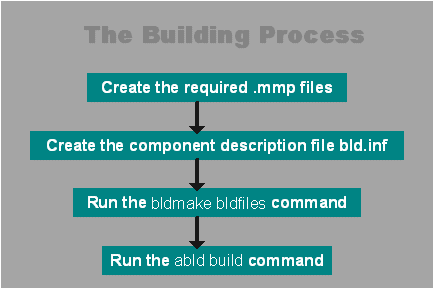 The Building Process
Create the required .mmp files
Create the component description file bld.inf
Run the bldmake bldfiles command
Run the abld build command